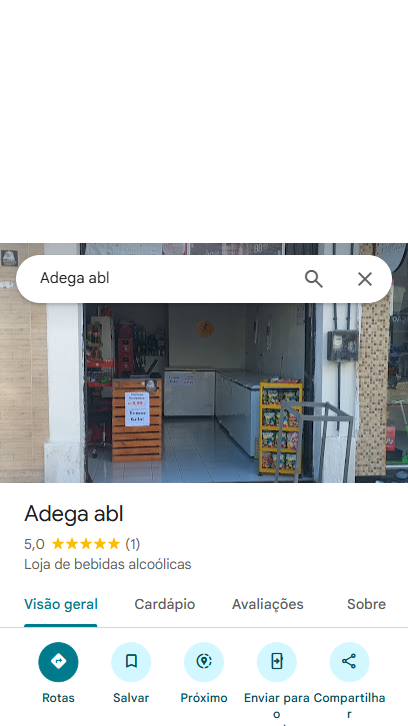 Adega abl
Adega abl
5,0 (1)
Loja de bebidas alcoólicas
Visão geral Cardápio Avaliações Sobre
Rotas Salvar Próximo Enviar para o Compartilhar